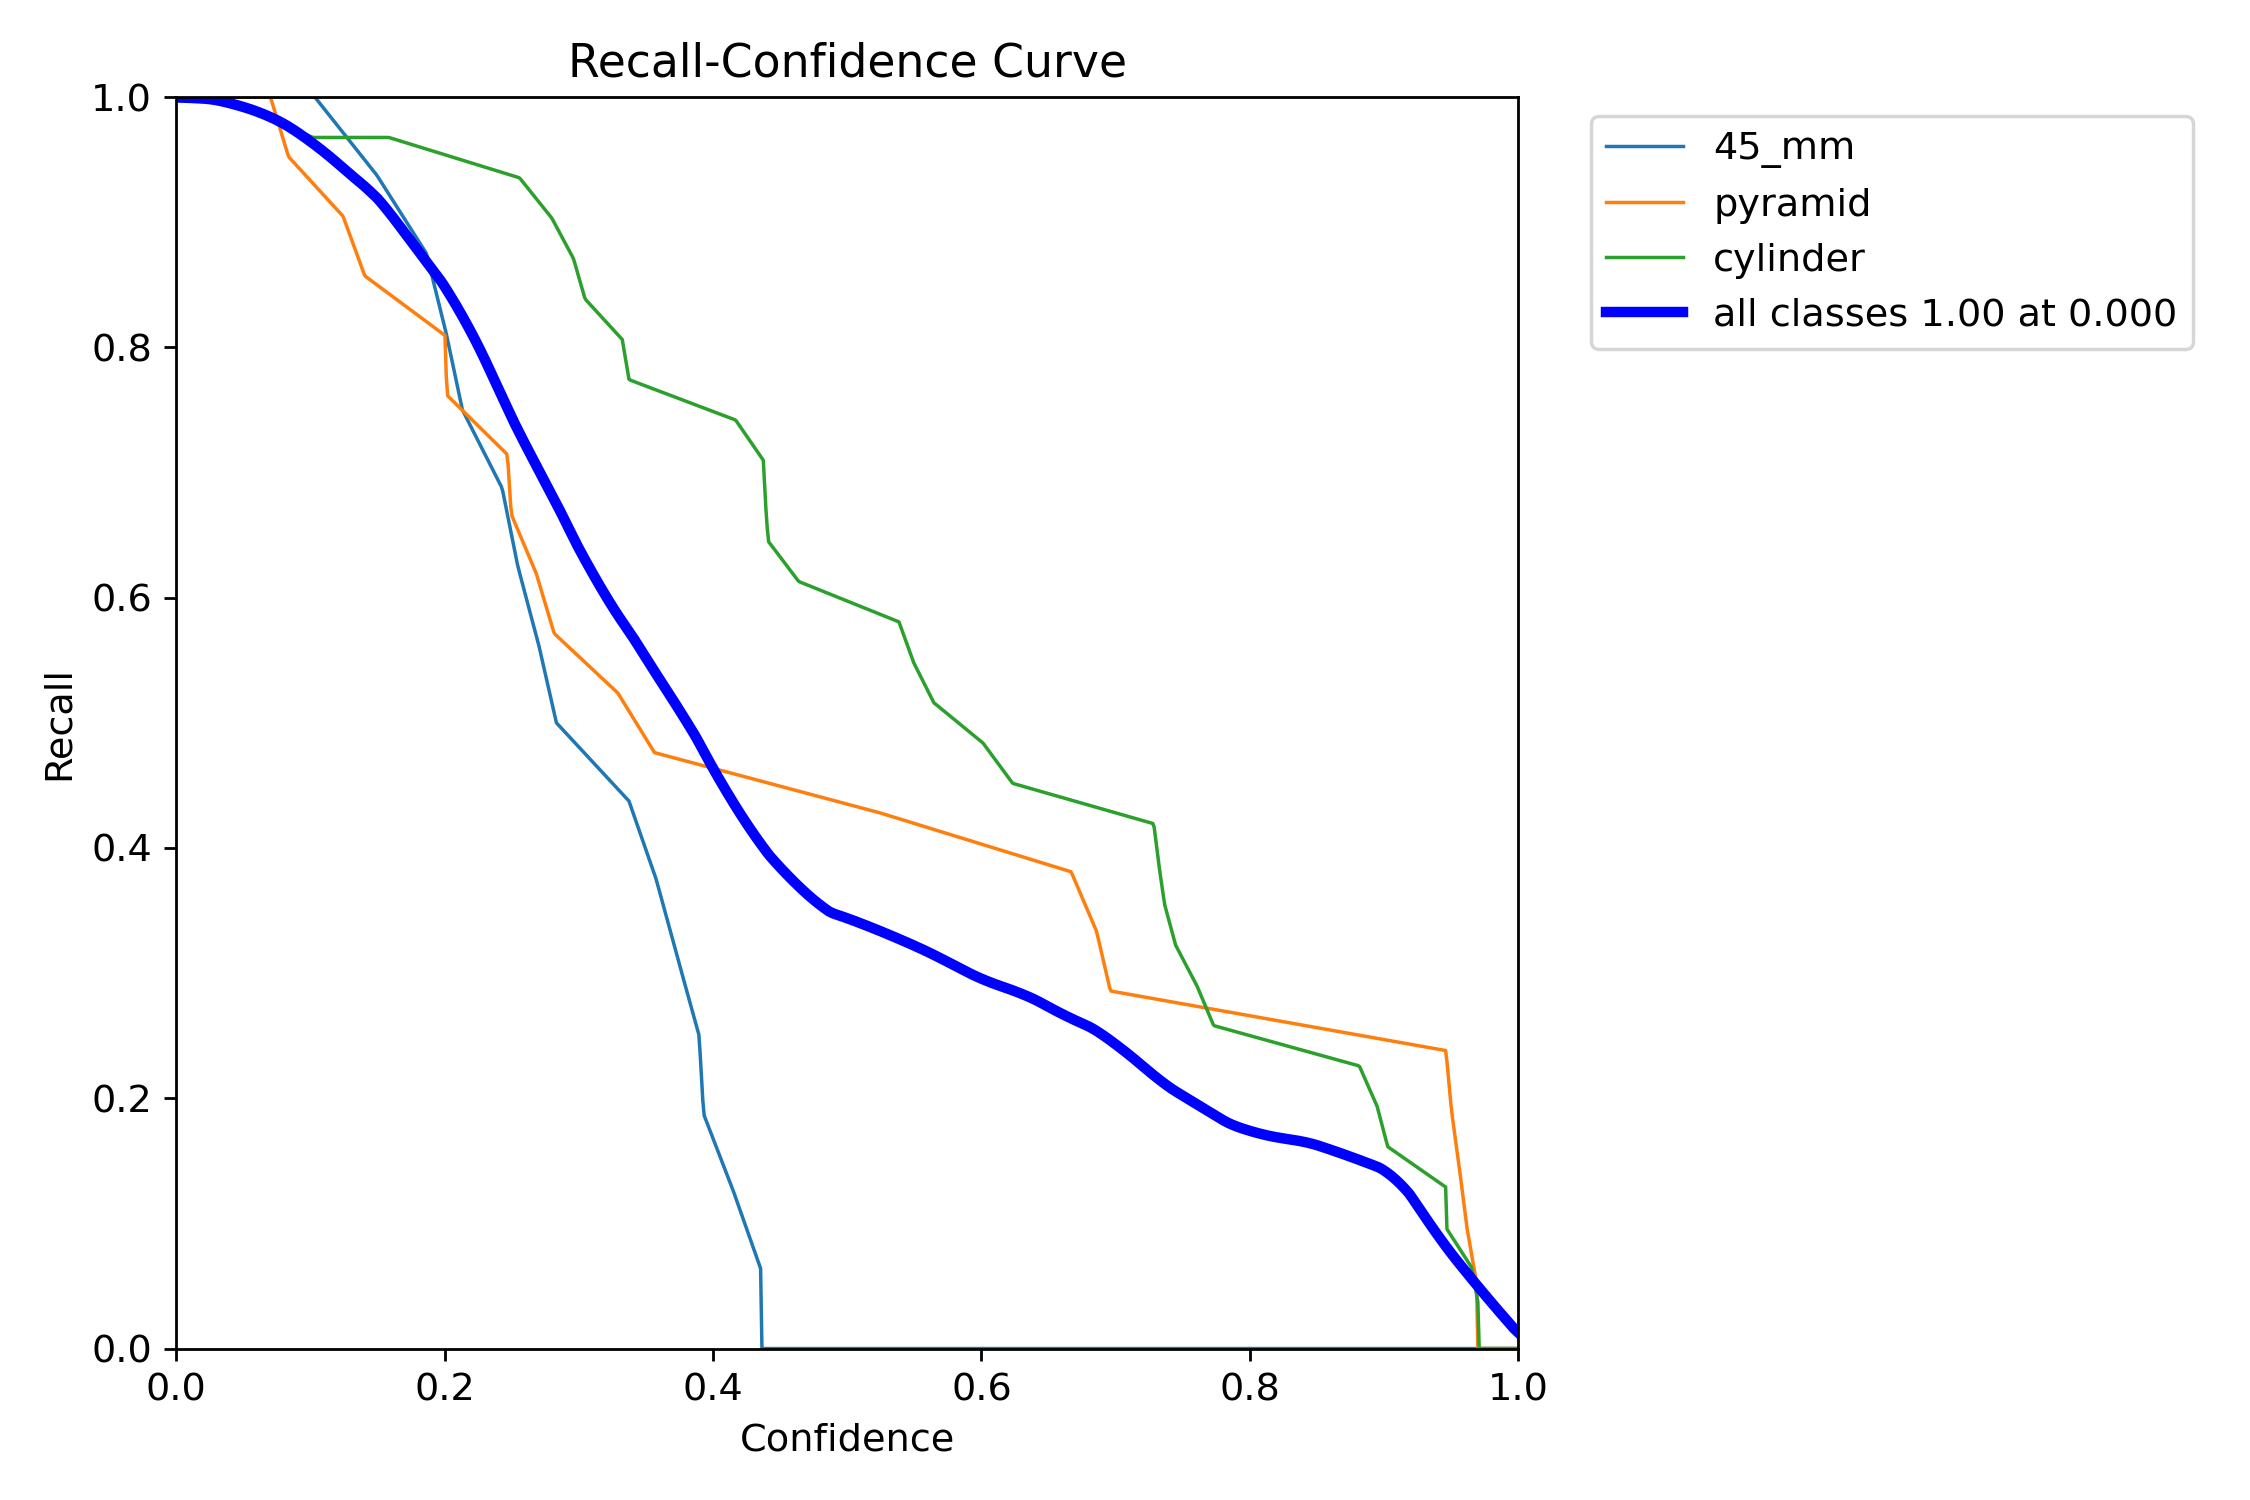 Recall-Confidence Curve
1.0
0.8
0.6
0.4
0.2
0.0
Recall
0.0 0.2 0.4 0.6 0.8 1.0
Confidence
45_mm
pyramid
cylinder
all classes 1.00 at 0.000